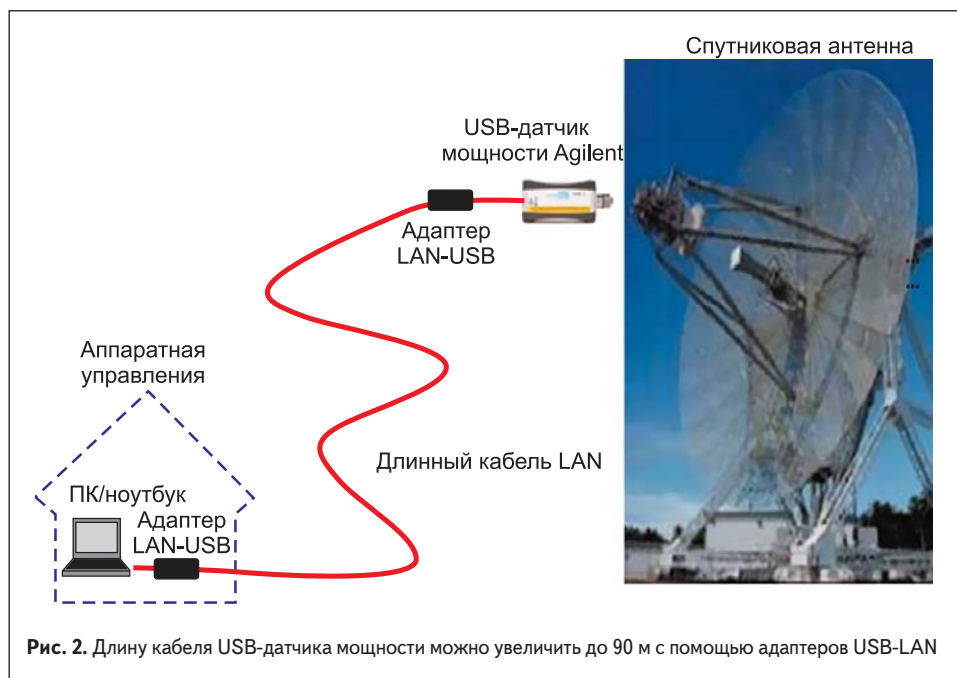 Спутниковая антенна
USB-датчик
мощности Agilent
Адаптер
LAN-USB
Аппаратная
управления
Длинный кабель LAN
ПК/ноутбук
Адаптер
LAN-USB
Рис. 2. Длину кабеля USB-датчика мощности можно увеличить до 90 м с помощью адаптеров USB-LAN